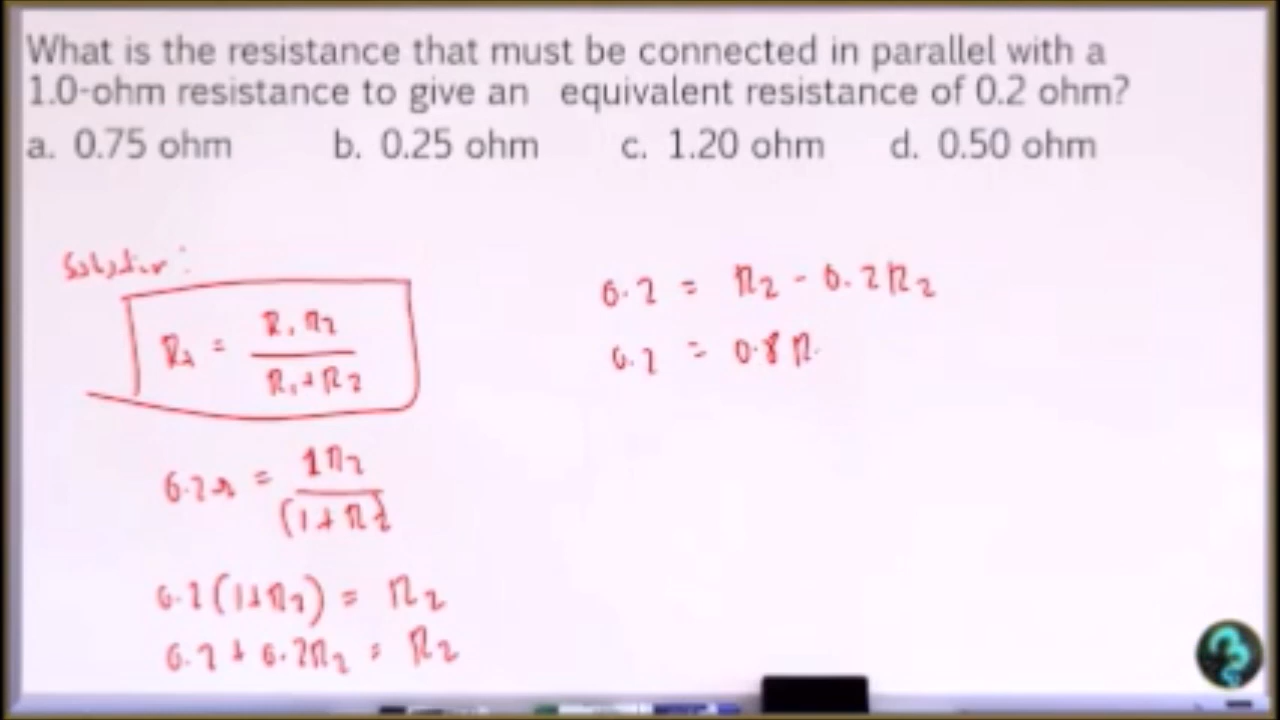 What is the resistance that must be connected in parallel with a
1.0-ohm resistance to give an equivalent resistance of 0.2 ohm?
a. 0.75 ohm b. 0.25 ohm c. 1.20 ohm d. 0.50 ohm
Solution:
= R₁R₂ / R₁+R₂
0.2Ω = 1R₂ / (1+R₂)
0.2(1+R₂) = R₂
0.2 + 0.2R₂ = R₂
0.2 = R₂ - 0.2R₂
0.2 = 0.8R